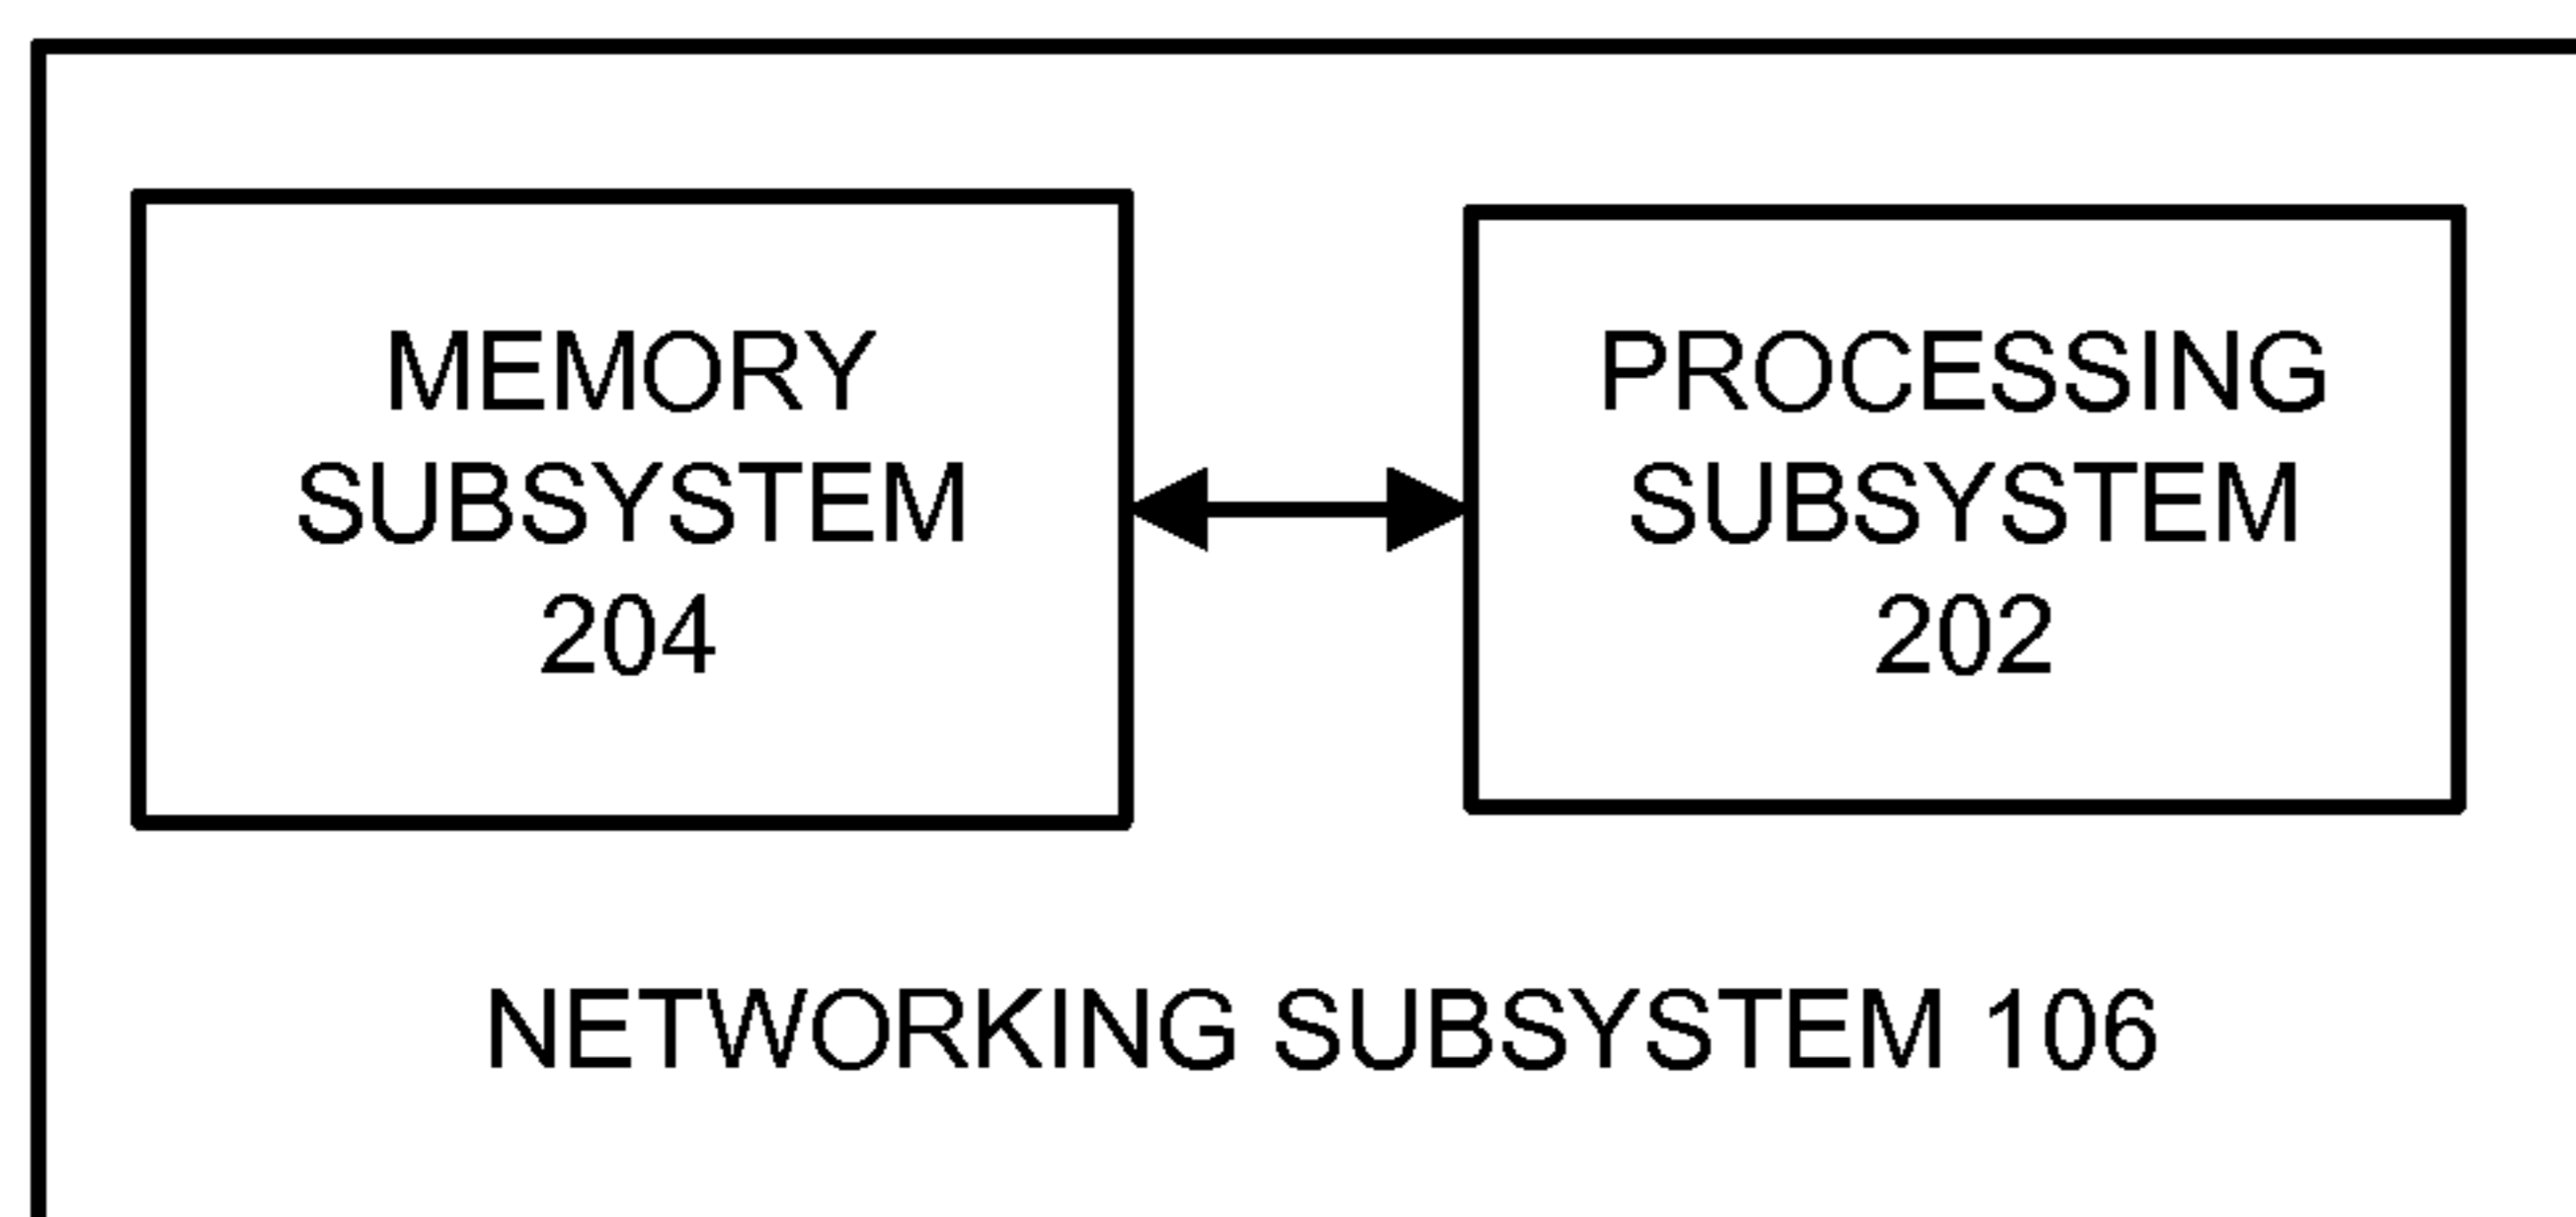 MEMORY
SUBSYSTEM
204
PROCESSING
SUBSYSTEM
202
NETWORKING SUBSYSTEM 106